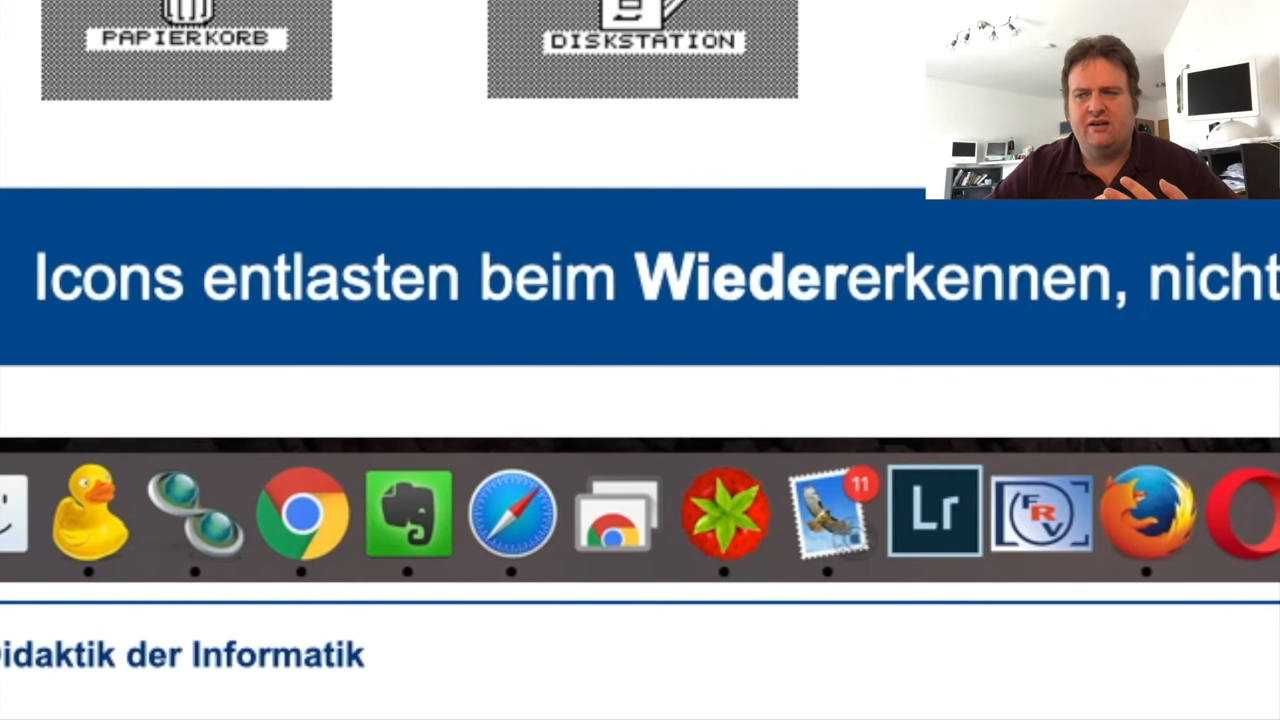 PAPIERKORB
DISKSTATION
Icons entlasten beim Wiedererkennen, nicht
11
Lr
FRV
idaktik der Informatik